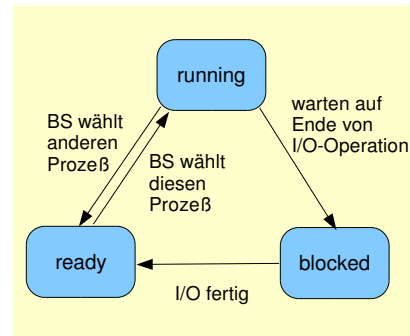 running
BS wählt
anderen
Prozeß
BS wählt
diesen
Prozeß
warten auf
Ende von
I/O-Operation
ready
blocked
I/O fertig